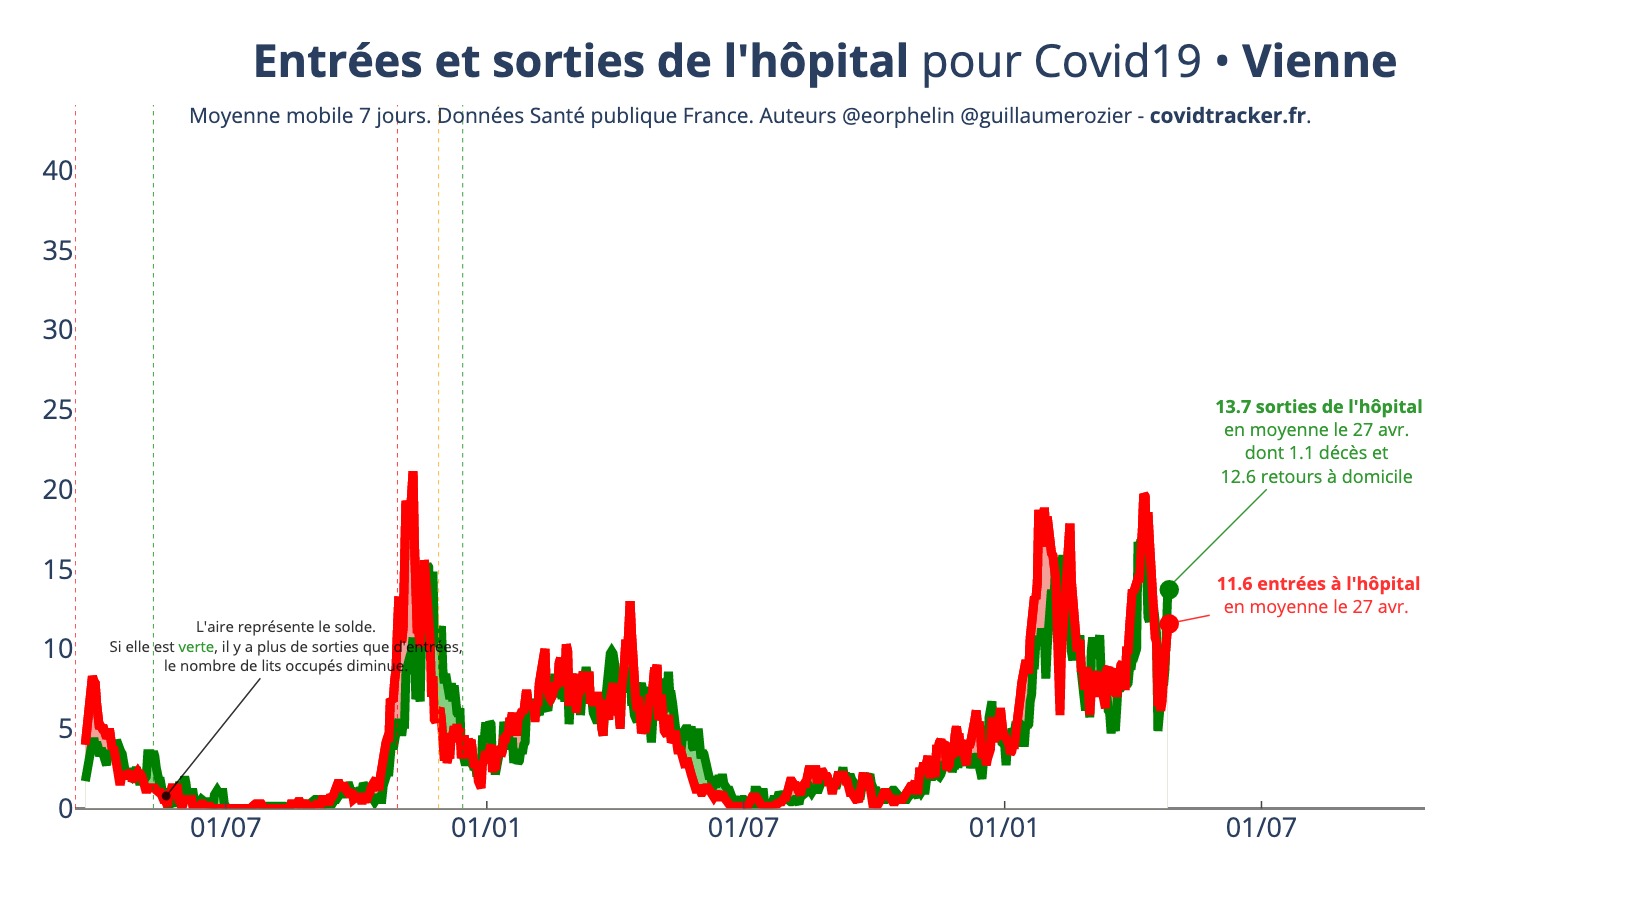 Entrées et sorties de l'hôpital pour Covid19 • Vienne
Moyenne mobile 7 jours. Données Santé publique France. Auteurs @eorphelin @guillaumerozier - covidtracker.fr.
40
35
30
25
20
15
10
5
0
13.7 sorties de l'hôpital
en moyenne le 27 avr.
dont 1.1 décès et
12.6 retours à domicile
11.6 entrées à l'hôpital
en moyenne le 27 avr.
L'aire représente le solde.
Si elle est verte, il y a plus de sorties que d'entrées,
le nombre de lits occupés diminue.
01/07
01/01
01/07
01/01
01/07